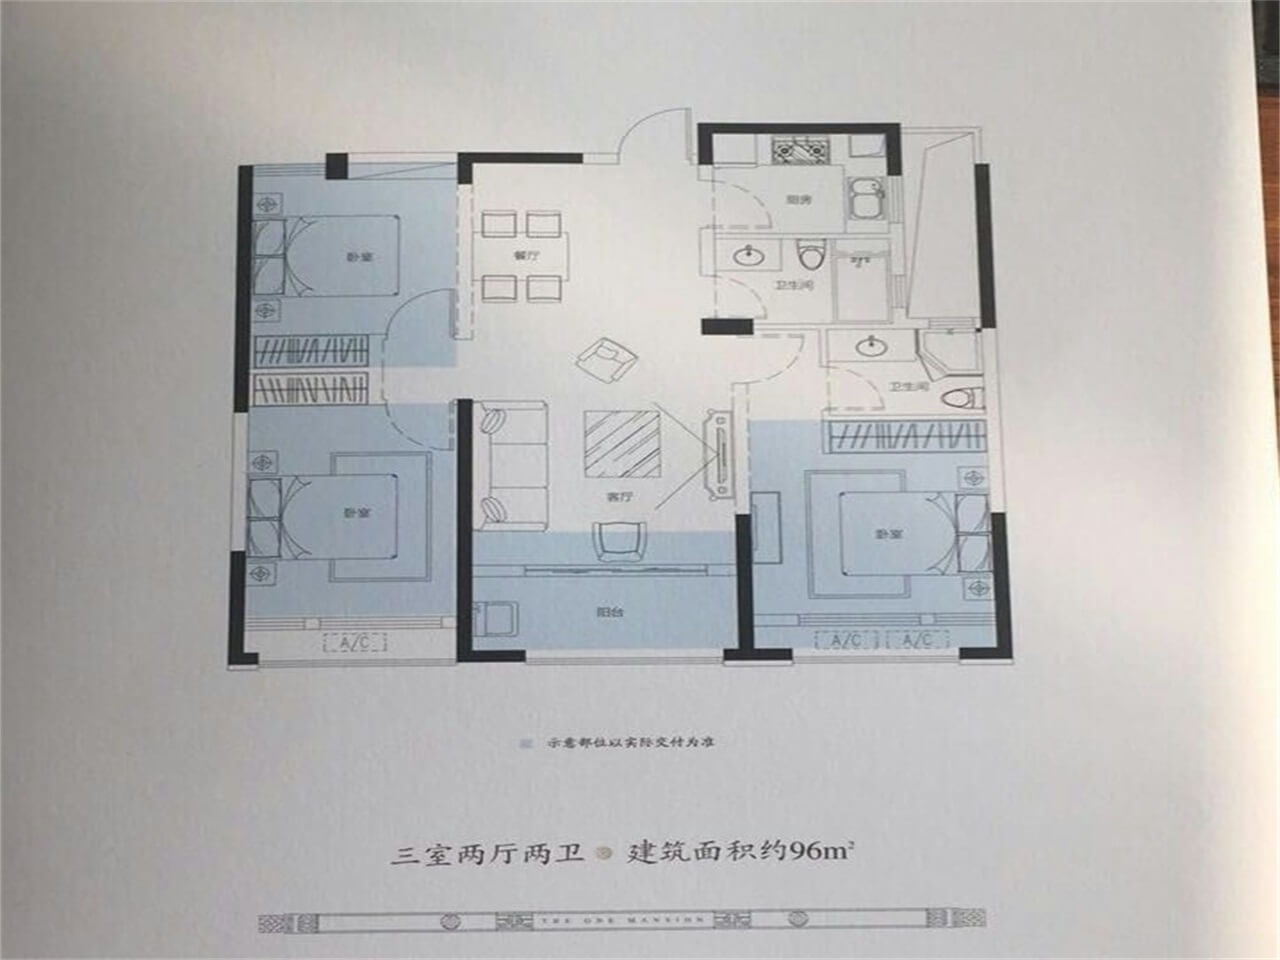 厨房
卧室
餐厅
卫生间
卫生间
客厅
卧室
卧室
阳台
A/C
A/C
A/C
示意部位以实际交付为准
三室两厅两卫 建筑面积约96m²
THE ONE MANSION